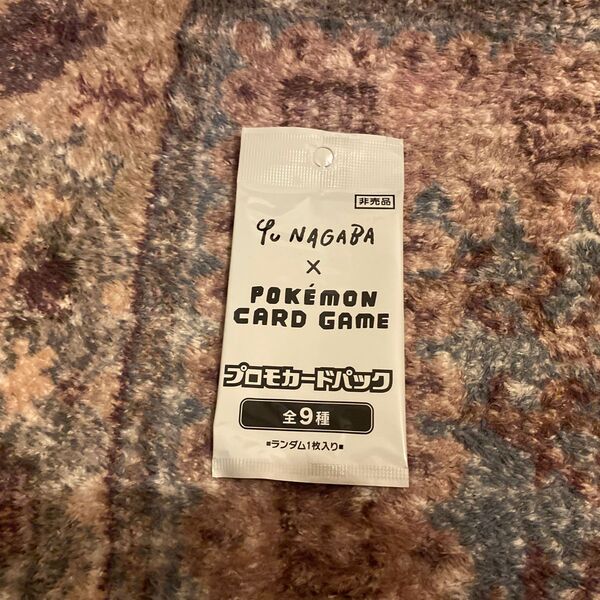 非売品
Yu NAGABA
×
POKÉMON
CARD GAME
プロモカードパック
全9種
■ランダム1枚入り■